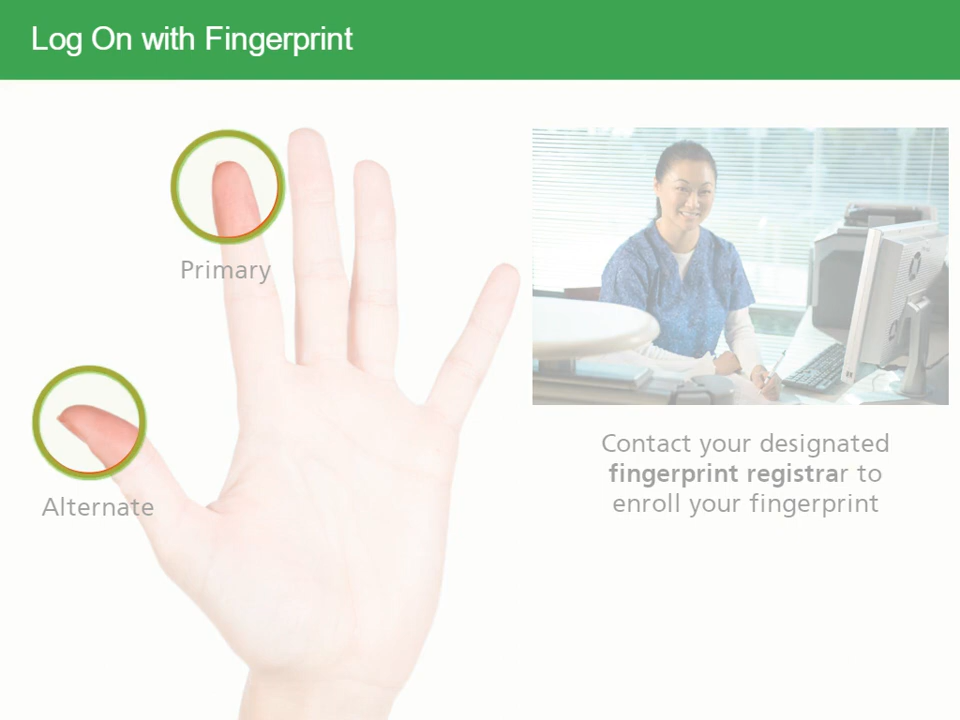 Log On with Fingerprint
Primary
Alternate
Contact your designated
fingerprint registrar to
enroll your fingerprint